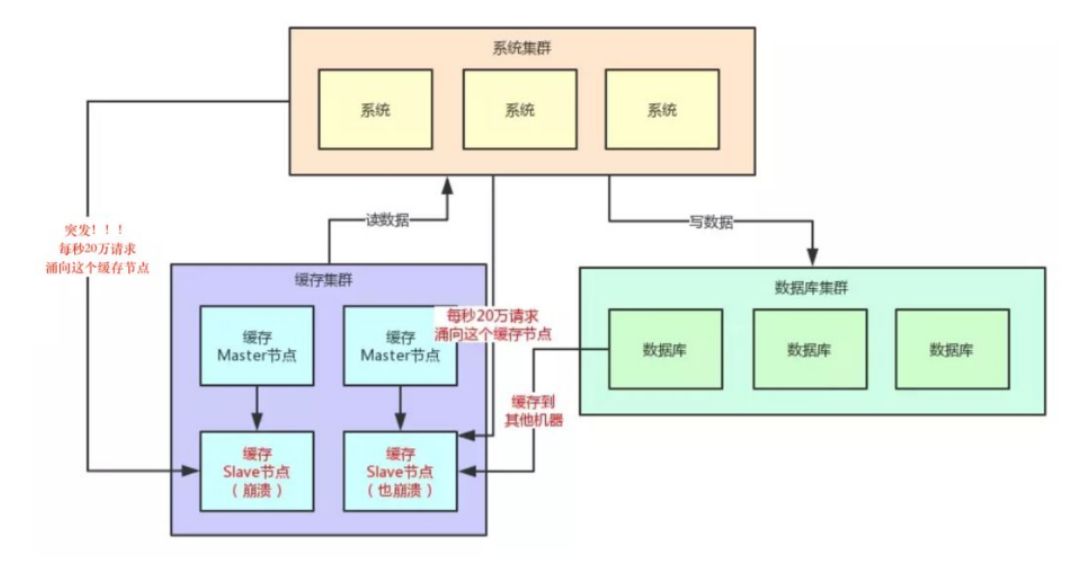 系统集群
系统
系统
系统
突发！！！
每秒20万请求
涌向这个缓存节点
读数据
写数据
缓存集群
缓存
Master节点
缓存
Master节点
每秒20万请求
涌向这个缓存节点
数据库集群
数据库
数据库
数据库
缓存到
其他机器
缓存
Slave节点
（崩溃）
缓存
Slave节点
（也崩溃）